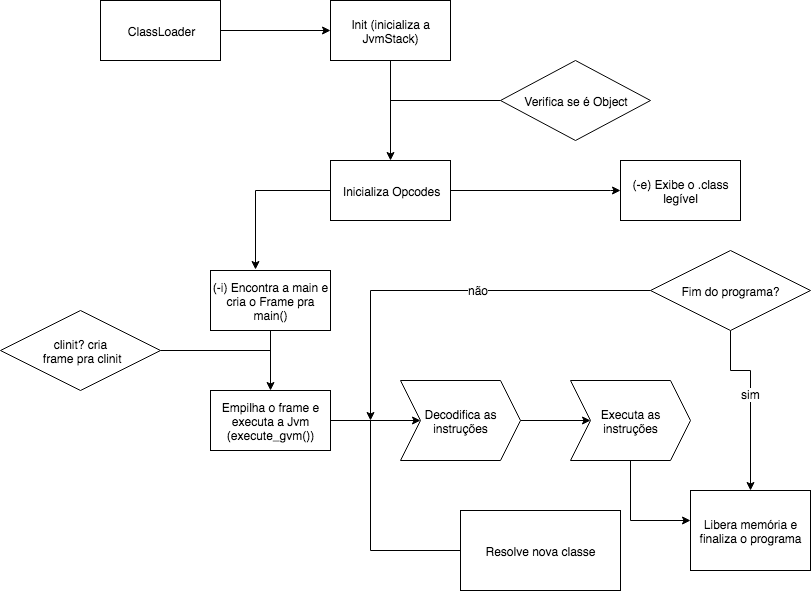 ClassLoader
Init (inicializa a
JvmStack)
Verifica se é Object
Inicializa Opcodes
(-e) Exibe o .class
legível
(-i) Encontra a main e
cria o Frame pra
main()
não
Fim do programa?
clinit? cria
frame pra clinit
sim
Empilha o frame e
executa a Jvm
(execute_gvm())
Decodifica as
instruções
Executa as
instruções
Libera memória e
finaliza o programa
Resolve nova classe